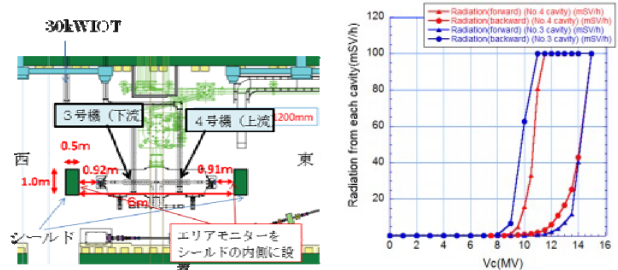 30kWIOT
3号機（下流
4号機（上流
1200mm
西
東
0.5m
1.0m
0.92m
0.91m
6m
シールド
エリアモニターを
シールドの内側に設
置
Radiation(forward) (No.4 cavity) (mSV/h)
Radiation(backward) (No.4 cavity) (mSV/h)
Radiation(forward) (No.3 cavity) (mSV/h)
Radiation(backward) (No.3 cavity) (mSV/h)
Radiation from each cavity(mSV/h)
120
100
80
60
40
20
0 2 4 6 8 10 12 14 16
Vc(MV)